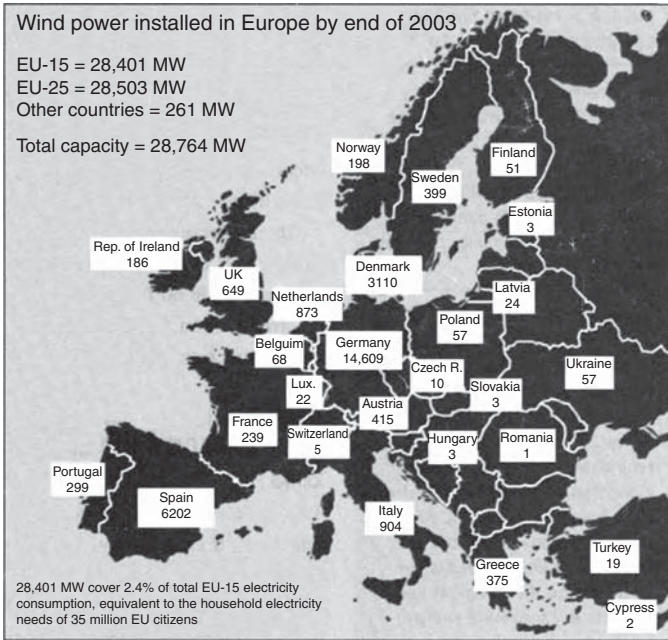 Wind power installed in Europe by end of 2003
EU-15 = 28,401 MW
EU-25 = 28,503 MW
Other countries = 261 MW
Total capacity = 28,764 MW
Norway
198
Finland
51
Sweden
399
Estonia
3
Rep. of Ireland
186
UK
649
Denmark
3110
Netherlands
873
Latvia
24
Poland
57
Belguim
68
Germany
14,609
Czech R.
10
Ukraine
57
Lux.
22
Slovakia
3
Austria
415
France
239
Switzerland
5
Hungary
3
Romania
1
Portugal
299
Spain
6202
Italy
904
Greece
375
Turkey
19
Cypress
2
28,401 MW cover 2.4% of total EU-15 electricity
consumption, equivalent to the household electricity
needs of 35 million EU citizens